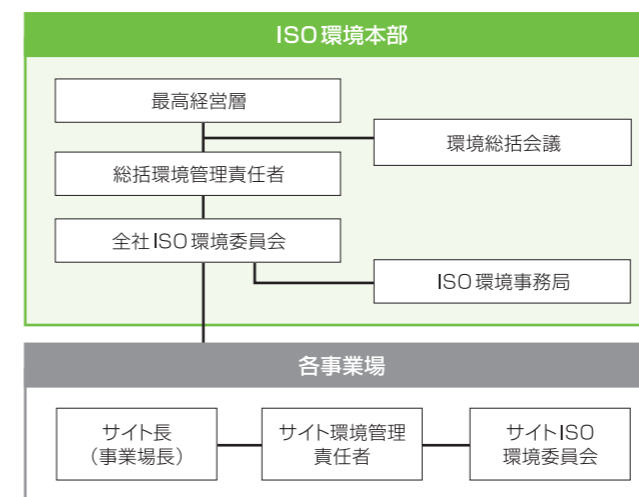 ISO環境本部
最高経営層
環境総括会議
総括環境管理責任者
全社ISO環境委員会
ISO環境事務局
各事業場
サイト長
（事業場長）
サイト環境管理
責任者
サイトISO
環境委員会